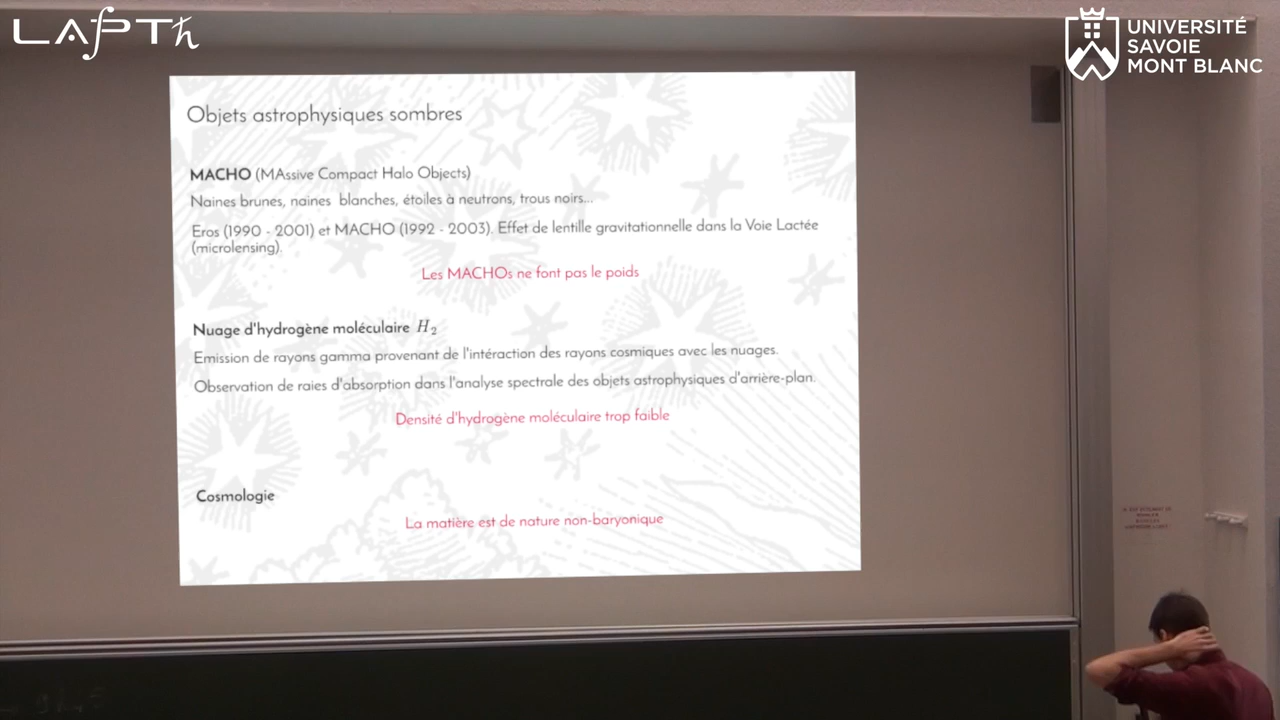 LAPTh
UNIVERSITÉ
SAVOIE
MONT BLANC
Objets astrophysiques sombres
MACHO (MAssive Compact Halo Objects)
Naines brunes, naines blanches, étoiles à neutrons, trous noirs...
Eros (1990 - 2001) et MACHO (1992 - 2003). Effet de lentille gravitationnelle dans la Voie Lactée
(microlensing).
Les MACHOs ne font pas le poids
Nuage d'hydrogène moléculaire H₂
Emission de rayons gamma provenant de l'intéraction des rayons cosmiques avec les nuages.
Observation de raies d'absorption dans l'analyse spectrale des objets astrophysiques d'arrière-plan.
Densité d'hydrogène moléculaire trop faible
Cosmologie
La matière est de nature non-baryonique